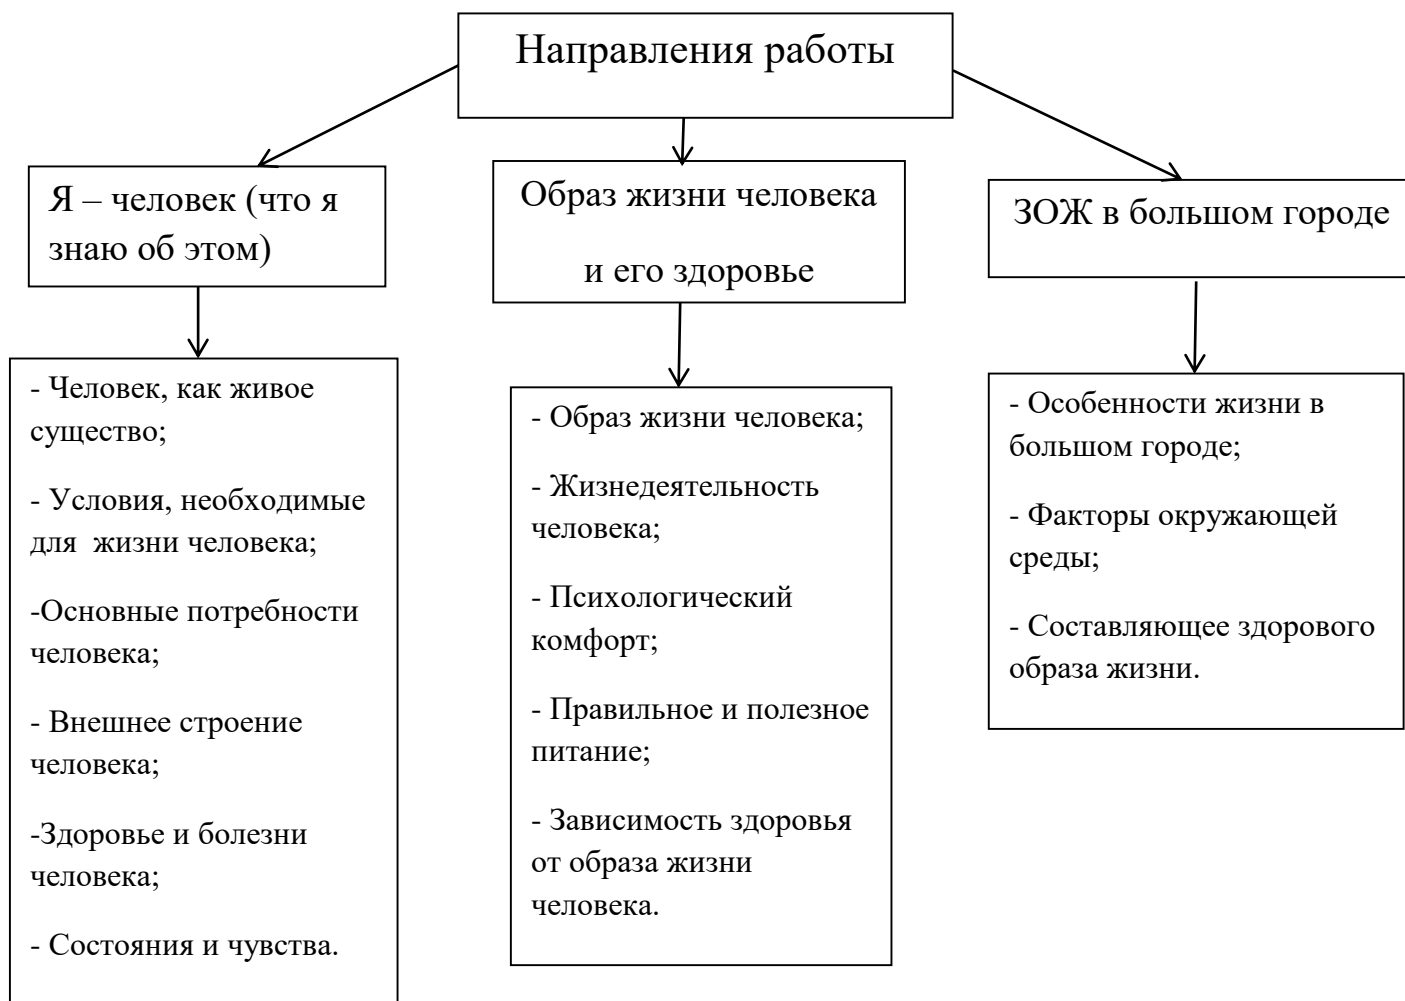 Направления работы
Я – человек (что я
знаю об этом)
Образ жизни человека
и его здоровье
ЗОЖ в большом городе
- Человек, как живое
существо;
- Условия, необходимые
для  жизни человека;
-Основные потребности
человека;
- Внешнее строение
человека;
-Здоровье и болезни
человека;
- Состояния и чувства.
- Образ жизни человека;
- Жизнедеятельность
человека;
- Психологический
комфорт;
- Правильное и полезное
питание;
- Зависимость здоровья
от образа жизни
человека.
- Особенности жизни в
большом городе;
- Факторы окружающей
среды;
- Составляющее здорового
образа жизни.